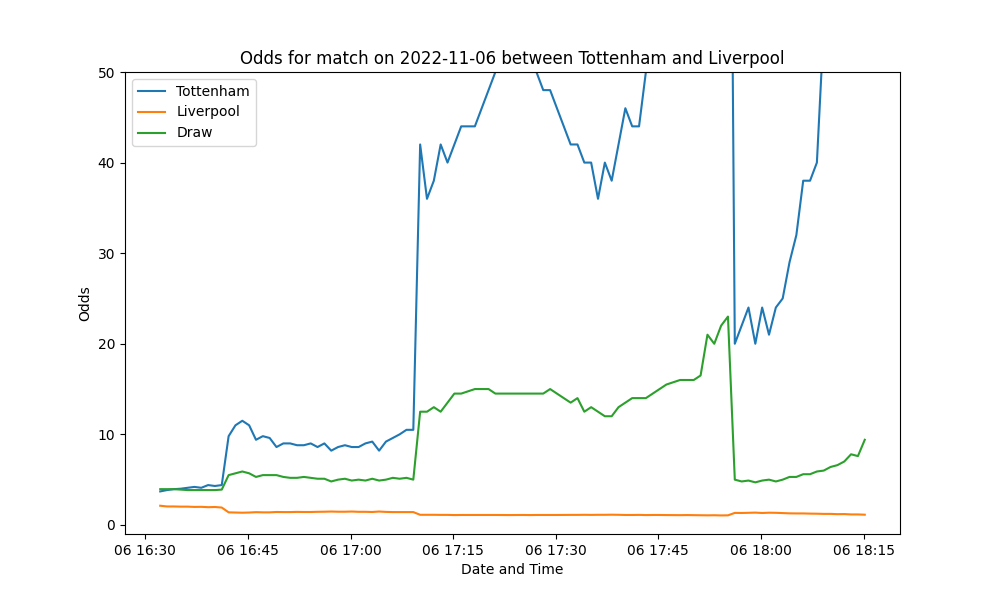 Odds for match on 2022-11-06 between Tottenham and Liverpool
50
40
30
20
10
0
Odds
Tottenham
Liverpool
Draw
06 16:30 06 16:45 06 17:00 06 17:15 06 17:30 06 17:45 06 18:00 06 18:15
Date and Time